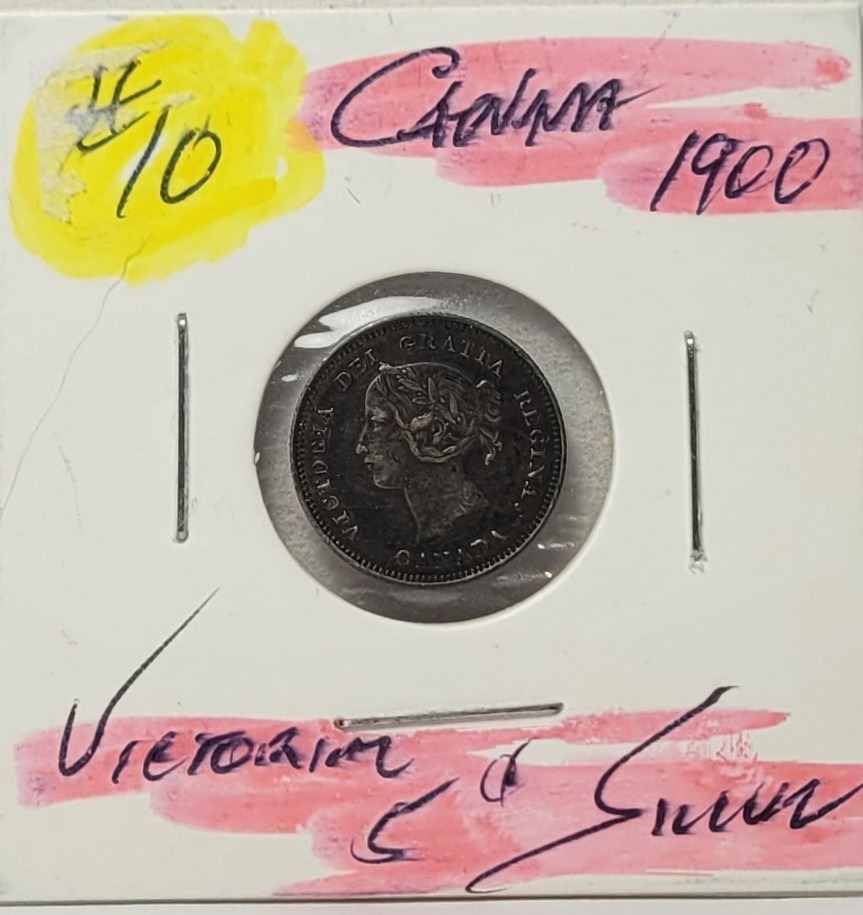 #10
CANADA
1900
VICTORIA DEI GRATIA REGINA.
CANADA
VICTORIA
5¢ SILVER